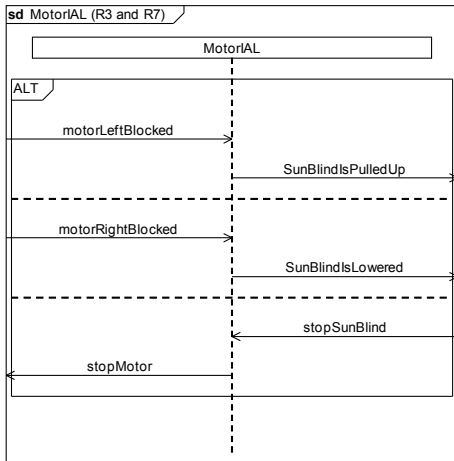 sd MotorIAL (R3 and R7)
MotorIAL
ALT
motorLeftBlocked
SunBlindIsPulledUp
motorRightBlocked
SunBlindIsLowered
stopSunBlind
stopMotor